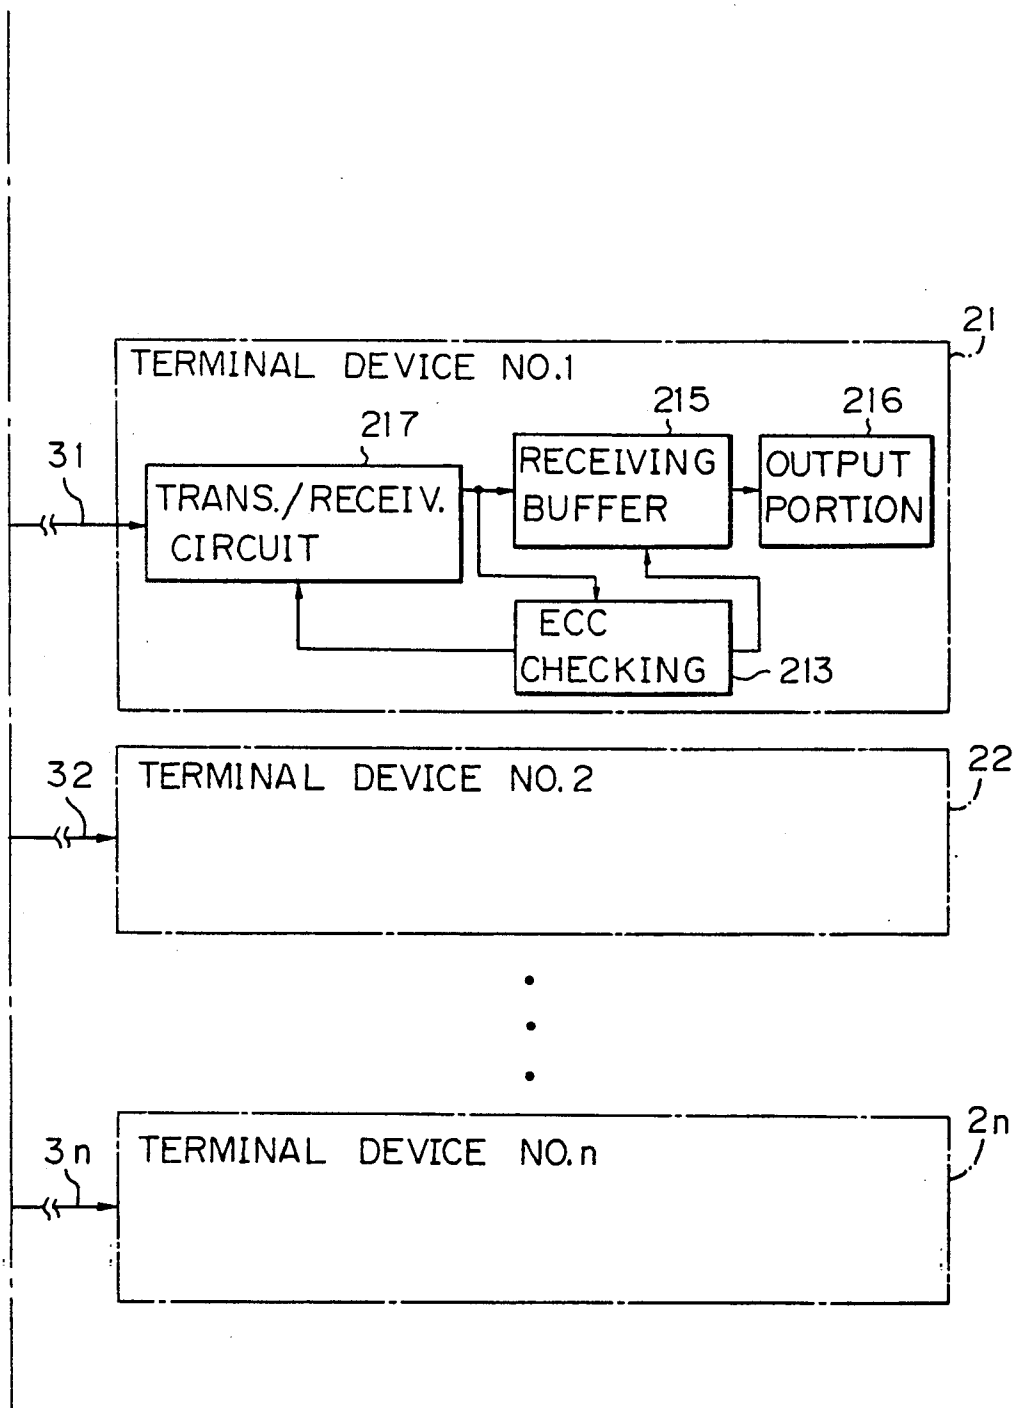 21
TERMINAL DEVICE NO.1
215
216
217
31
RECEIVING
BUFFER
OUTPUT
PORTION
TRANS./RECEIV.
CIRCUIT
ECC
CHECKING
213
32
TERMINAL DEVICE NO.2
22
3n
TERMINAL DEVICE NO.n
2n